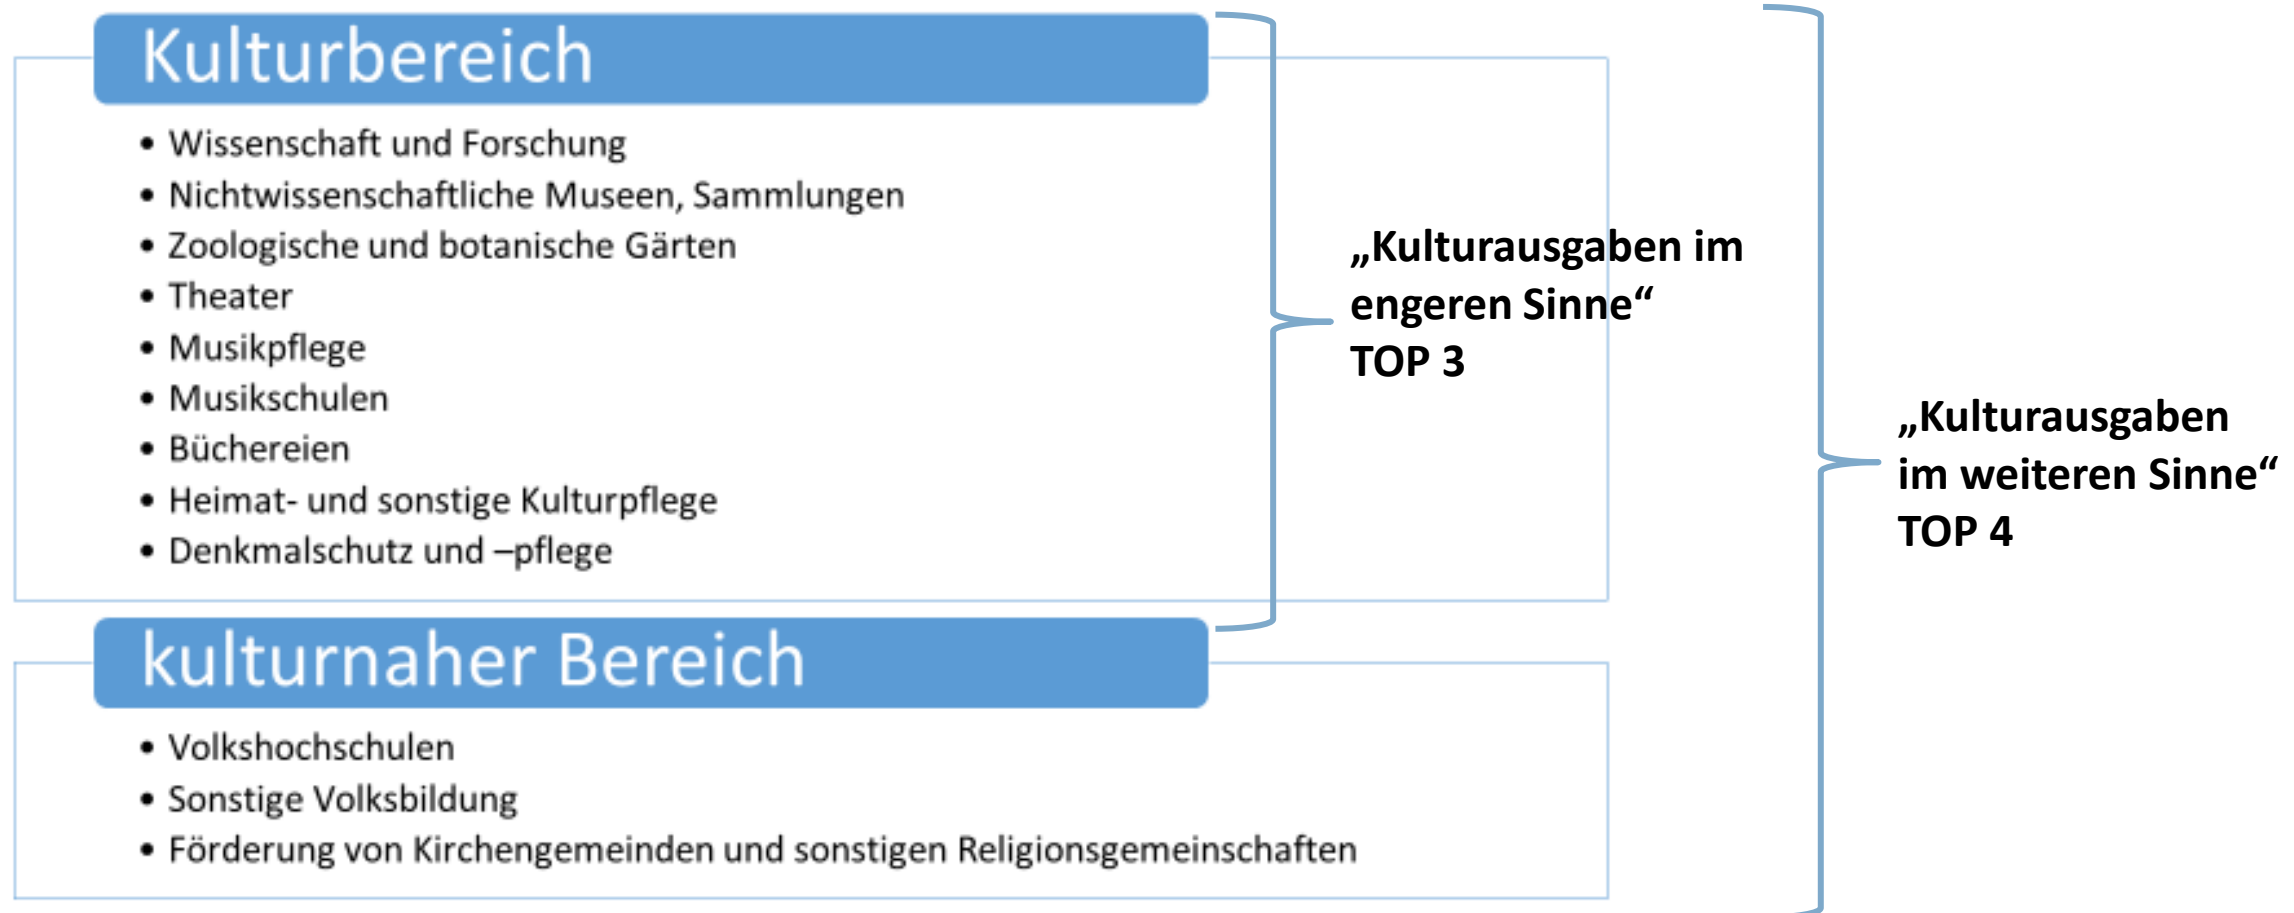 Kulturbereich
• Wissenschaft und Forschung
• Nichtwissenschaftliche Museen, Sammlungen
• Zoologische und botanische Gärten
• Theater
• Musikpflege
• Musikschulen
• Büchereien
• Heimat- und sonstige Kulturpflege
• Denkmalschutz und –pflege
„Kulturausgaben im
engeren Sinne“
TOP 3
kulturnaher Bereich
• Volkshochschulen
• Sonstige Volksbildung
• Förderung von Kirchengemeinden und sonstigen Religionsgemeinschaften
„Kulturausgaben
im weiteren Sinne“
TOP 4